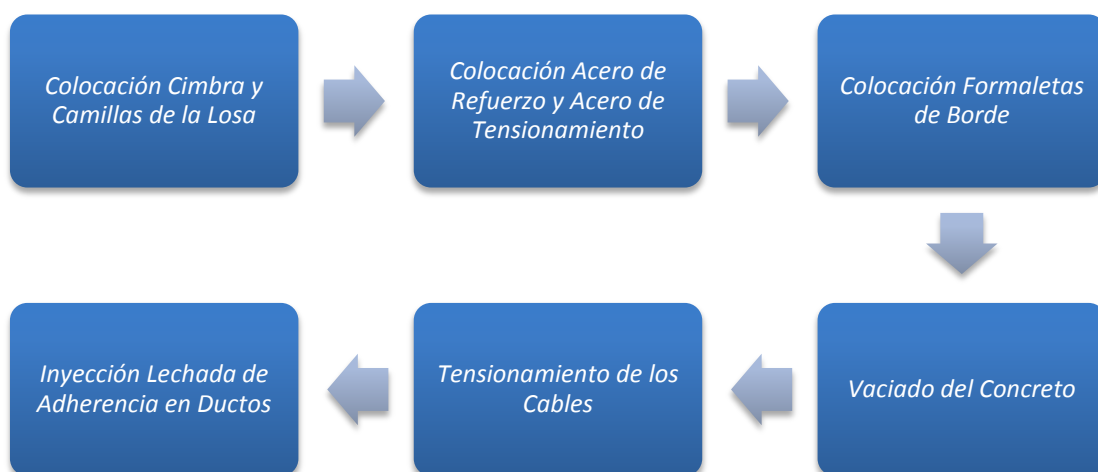 Colocación Cimbra y
Camillas de la Losa
Colocación Acero de
Refuerzo y Acero de
Tensionamiento
Colocación Formaletas
de Borde
Vaciado del Concreto
Tensionamiento de los
Cables
Inyección Lechada de
Adherencia en Ductos